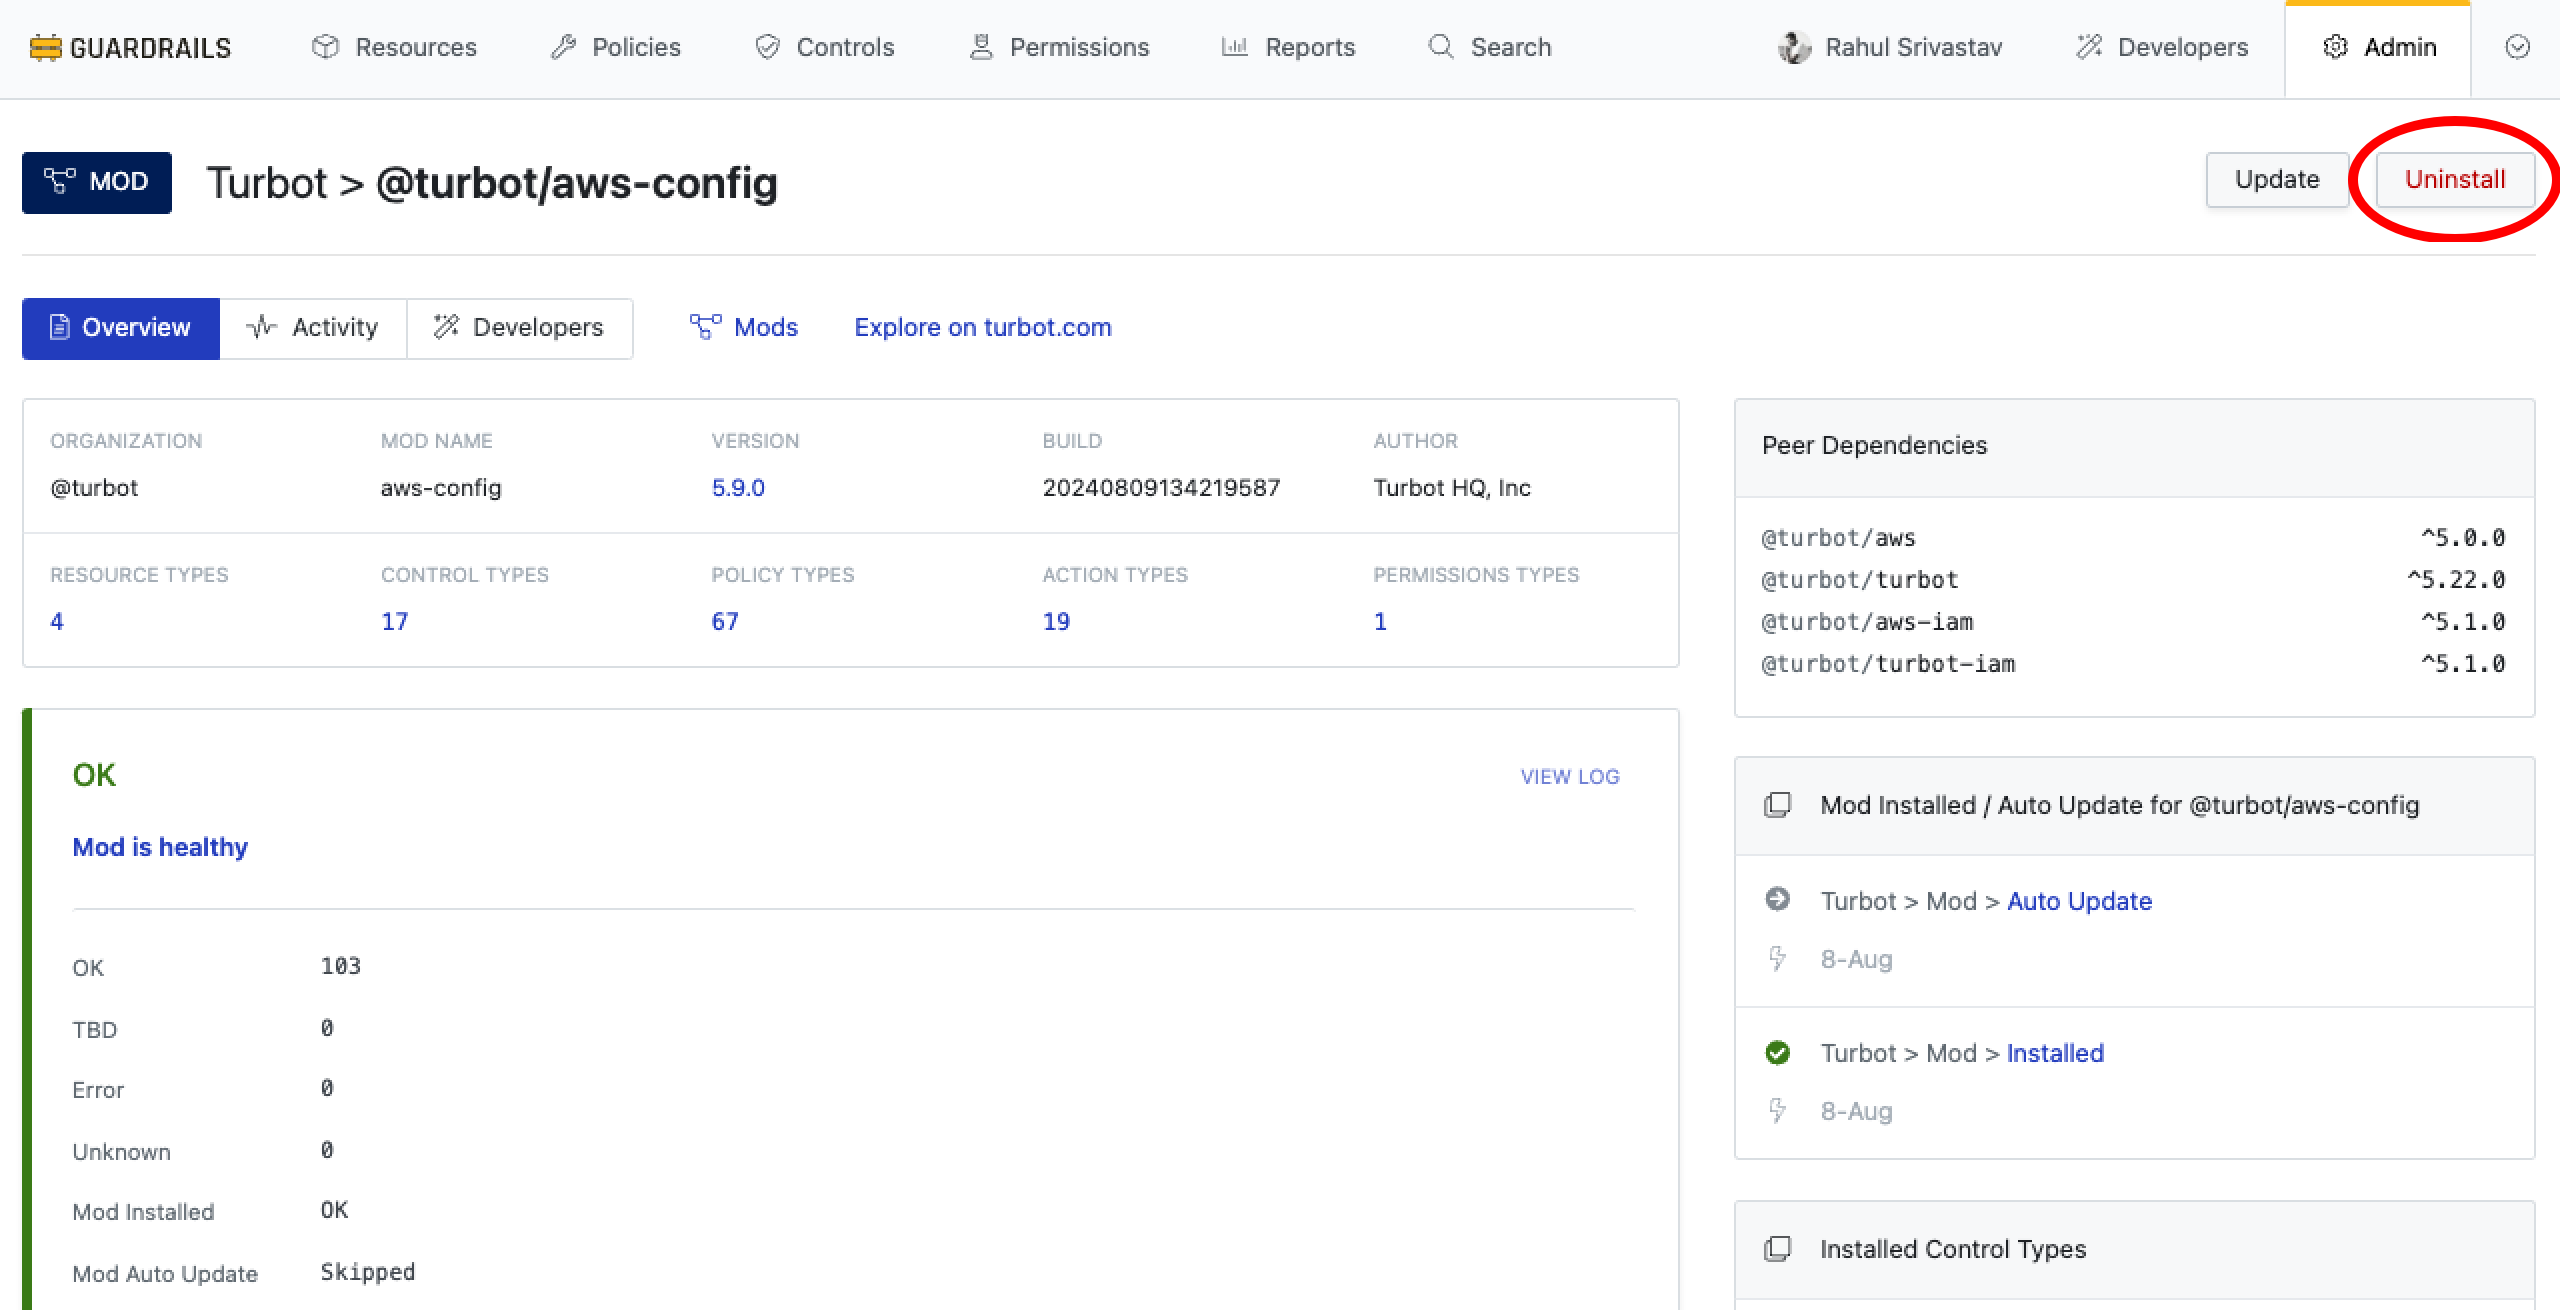 GUARDRAILS Resources Policies Controls Permissions Reports Search Rahul Srivastav Developers Admin
MOD Turbot > @turbot/aws-config Update Uninstall
Overview Activity Developers Mods Explore on turbot.com
ORGANIZATION MOD NAME VERSION BUILD AUTHOR
@turbot aws-config 5.9.0 20240809134219587 Turbot HQ, Inc
RESOURCE TYPES CONTROL TYPES POLICY TYPES ACTION TYPES PERMISSIONS TYPES
4 17 67 19 1
OK VIEW LOG
Mod is healthy
OK 103
TBD 0
Error 0
Unknown 0
Mod Installed OK
Mod Auto Update Skipped
Peer Dependencies
@turbot/aws ^5.0.0
@turbot/turbot ^5.22.0
@turbot/aws-iam ^5.1.0
@turbot/turbot-iam ^5.1.0
Mod Installed / Auto Update for @turbot/aws-config
Turbot > Mod > Auto Update
8-Aug
Turbot > Mod > Installed
8-Aug
Installed Control Types